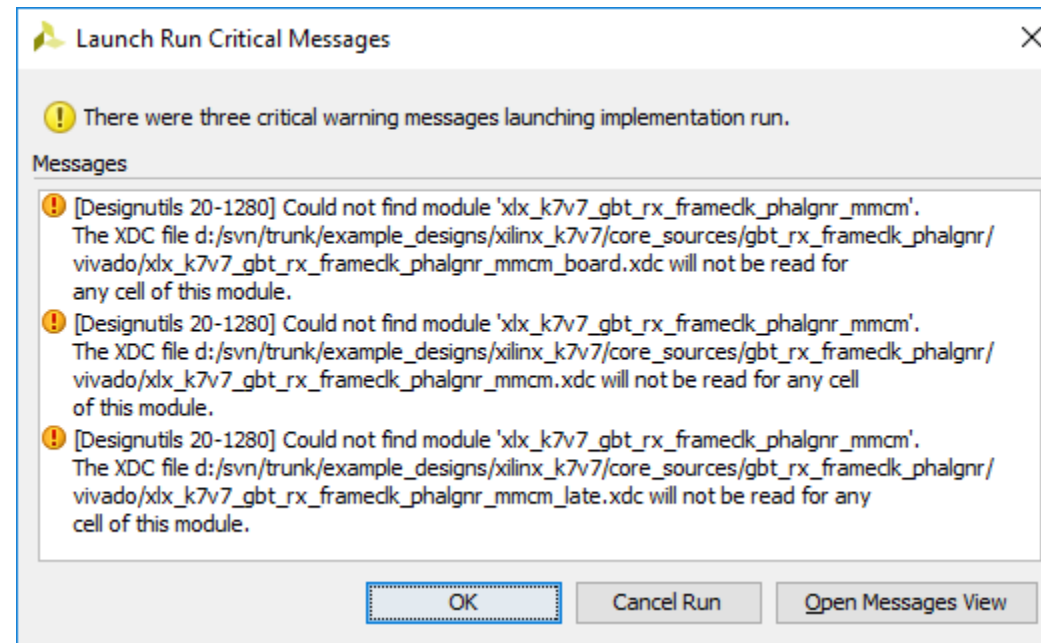 Launch Run Critical Messages
There were three critical warning messages launching implementation run.
Messages
[Designutils 20-1280] Could not find module 'xlx_k7v7_gbt_rx_frameclk_phalgnr_mmcm'.
The XDC file d:/svn/trunk/example_designs/xilinx_k7v7/core_sources/gbt_rx_frameclk_phalgnr/
vivado/xlx_k7v7_gbt_rx_frameclk_phalgnr_mmcm_board.xdc will not be read for
any cell of this module.
[Designutils 20-1280] Could not find module 'xlx_k7v7_gbt_rx_frameclk_phalgnr_mmcm'.
The XDC file d:/svn/trunk/example_designs/xilinx_k7v7/core_sources/gbt_rx_frameclk_phalgnr/
vivado/xlx_k7v7_gbt_rx_frameclk_phalgnr_mmcm.xdc will not be read for any cell
of this module.
[Designutils 20-1280] Could not find module 'xlx_k7v7_gbt_rx_frameclk_phalgnr_mmcm'.
The XDC file d:/svn/trunk/example_designs/xilinx_k7v7/core_sources/gbt_rx_frameclk_phalgnr/
vivado/xlx_k7v7_gbt_rx_frameclk_phalgnr_mmcm_late.xdc will not be read for any
cell of this module.
OK Cancel Run Open Messages View